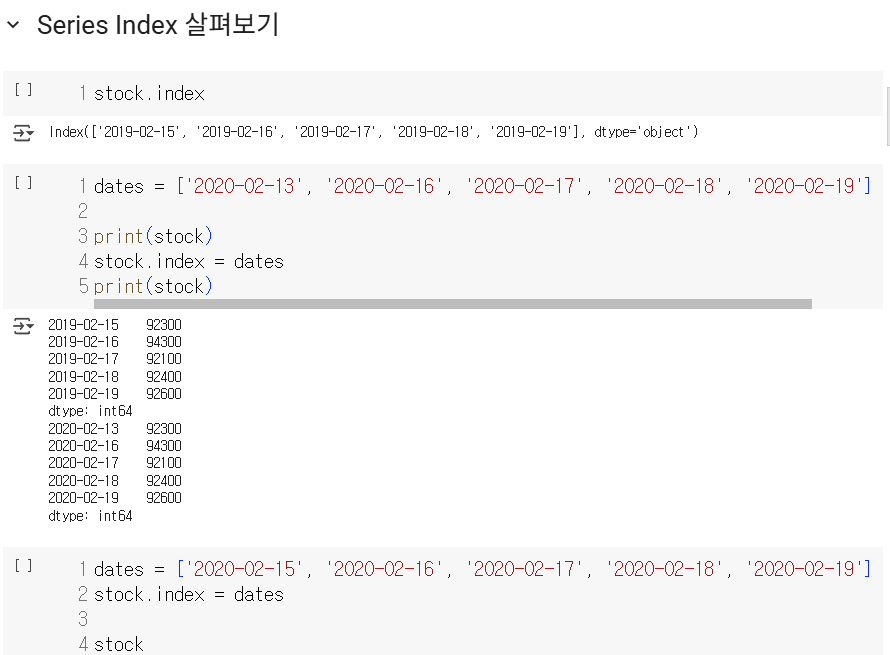 Series Index 살펴보기
[ ] 1 stock.index
Index(['2019-02-15', '2019-02-16', '2019-02-17', '2019-02-18', '2019-02-19'], dtype='object')
[ ] 1 dates = ['2020-02-13', '2020-02-16', '2020-02-17', '2020-02-18', '2020-02-19']
2
3 print(stock)
4 stock.index = dates
5 print(stock)
2019-02-15    92300
2019-02-16    94300
2019-02-17    92100
2019-02-18    92400
2019-02-19    92600
dtype: int64
2020-02-13    92300
2020-02-16    94300
2020-02-17    92100
2020-02-18    92400
2020-02-19    92600
dtype: int64
[ ] 1 dates = ['2020-02-15', '2020-02-16', '2020-02-17', '2020-02-18', '2020-02-19']
2 stock.index = dates
3
4 stock